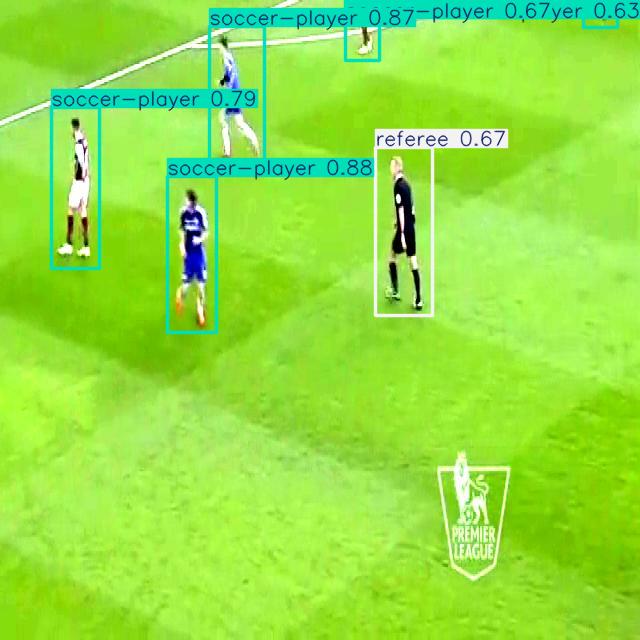 soccer-player 0.87
-player 0.67
yer 0.63
soccer-player 0.79
referee 0.67
soccer-player 0.88
PREMIER
LEAGUE